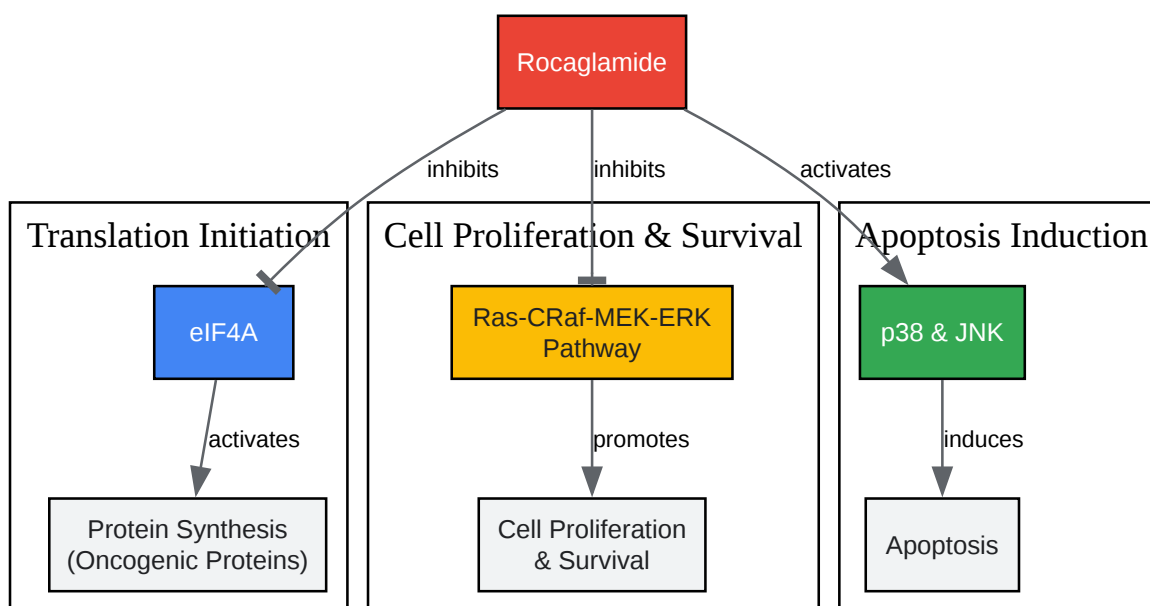 Rocaglamide
inhibits
inhibits
activates
Translation Initiation
Cell Proliferation & Survival
Apoptosis Induction
eIF4A
Ras-CRaf-MEK-ERK
Pathway
p38 & JNK
activates
promotes
induces
Protein Synthesis
(Oncogenic Proteins)
Cell Proliferation
& Survival
Apoptosis